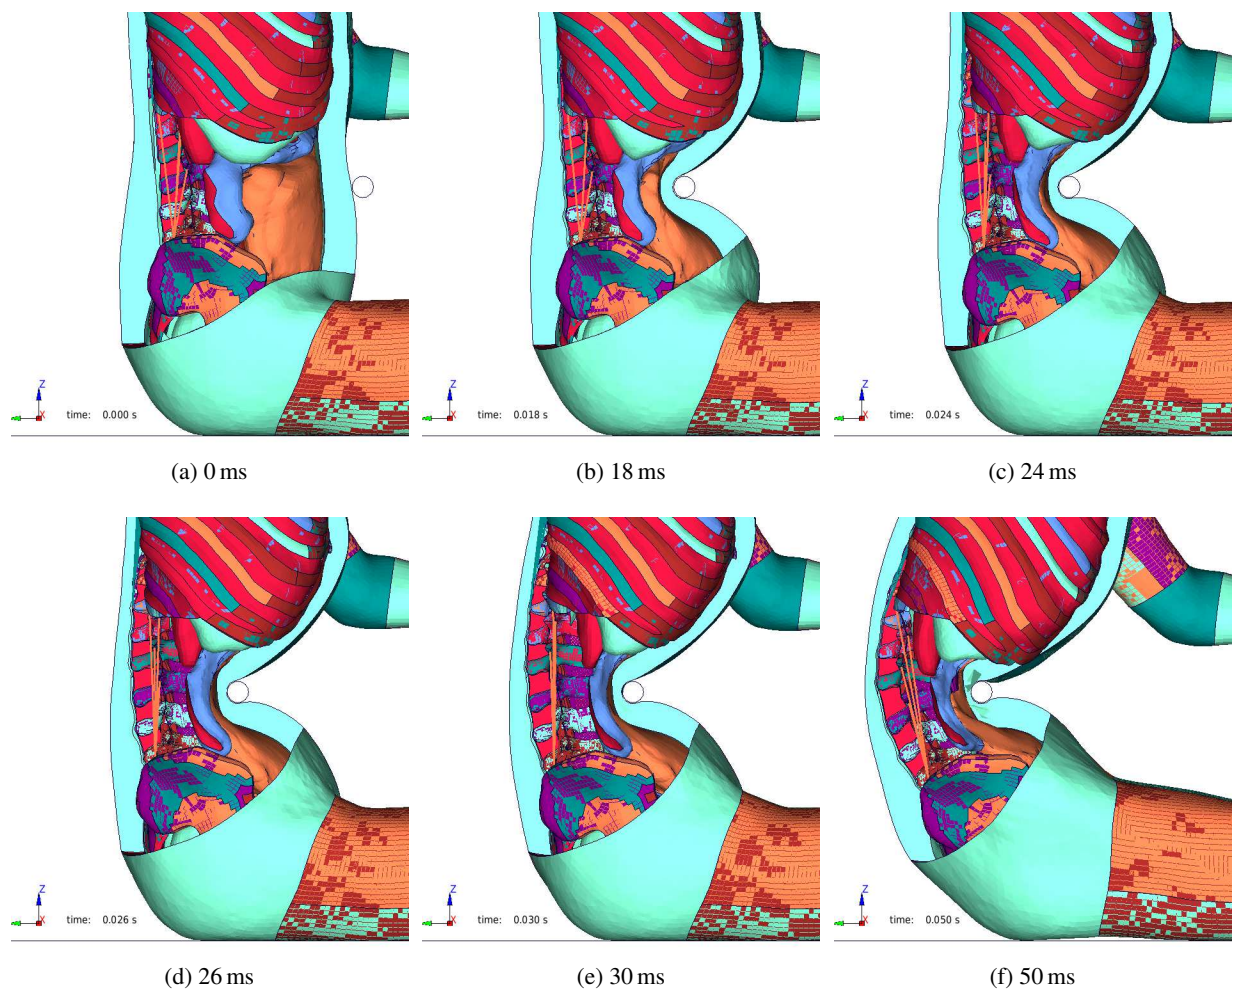 Z
X
time: 0.000 s
Z
X
time: 0.018 s
Z
X
time: 0.024 s
(a) 0 ms
(b) 18 ms
(c) 24 ms
Z
X
time: 0.026 s
Z
X
time: 0.030 s
Z
X
time: 0.050 s
(d) 26 ms
(e) 30 ms
(f) 50 ms